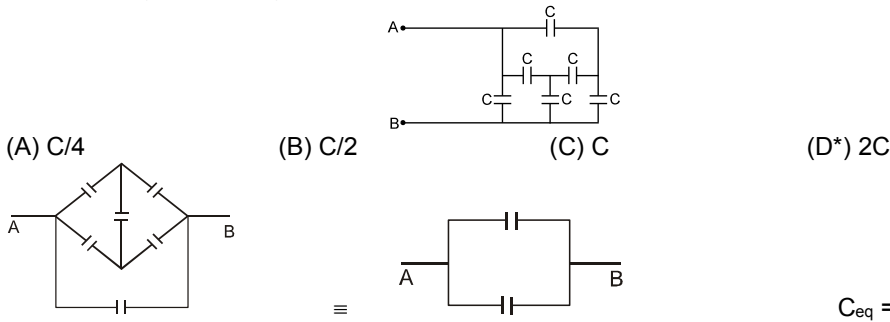 C
A
C C
C C C
B
(A) C/4 (B) C/2 (C) C (D*) 2C
A B
A B
≡ Ceq =